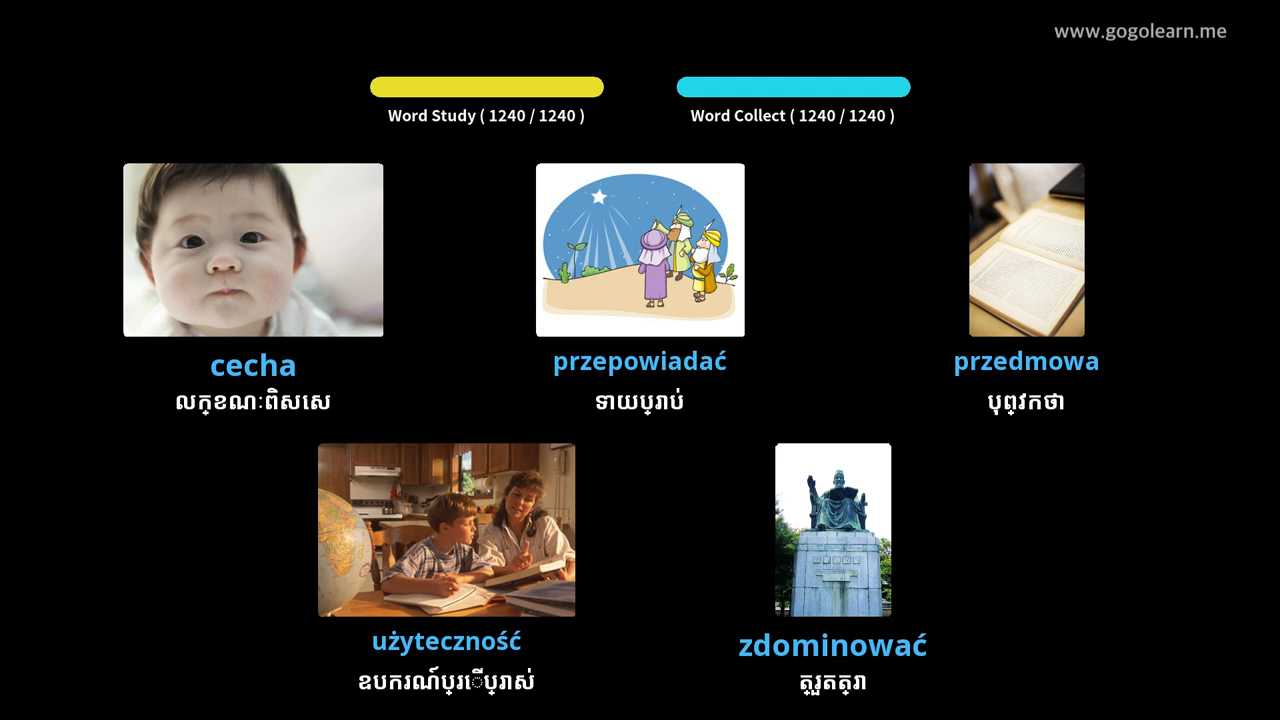 www.gogolearn.me
Word Study ( 1240 / 1240 )
Word Collect ( 1240 / 1240 )
cecha
លក្ខណៈពិសេស
przepowiadać
ទាយប្រាប់
przedmowa
បុព្វកថា
użyteczność
ឧបករណ៍ប្រើប្រាស់
zdominować
ត្រួតត្រា